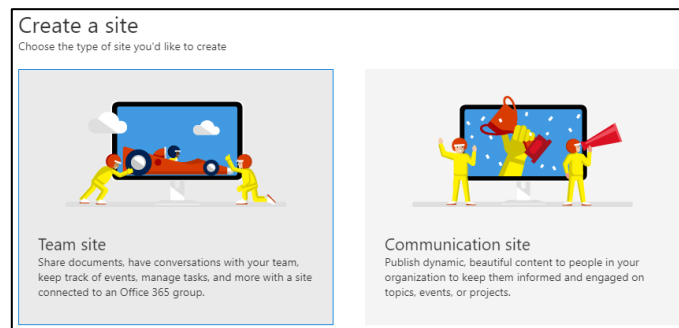 Create a site
Choose the type of site you'd like to create
Team site
Share documents, have conversations with your team,
keep track of events, manage tasks, and more with a site
connected to an Office 365 group.
Communication site
Publish dynamic, beautiful content to people in your
organization to keep them informed and engaged on
topics, events, or projects.